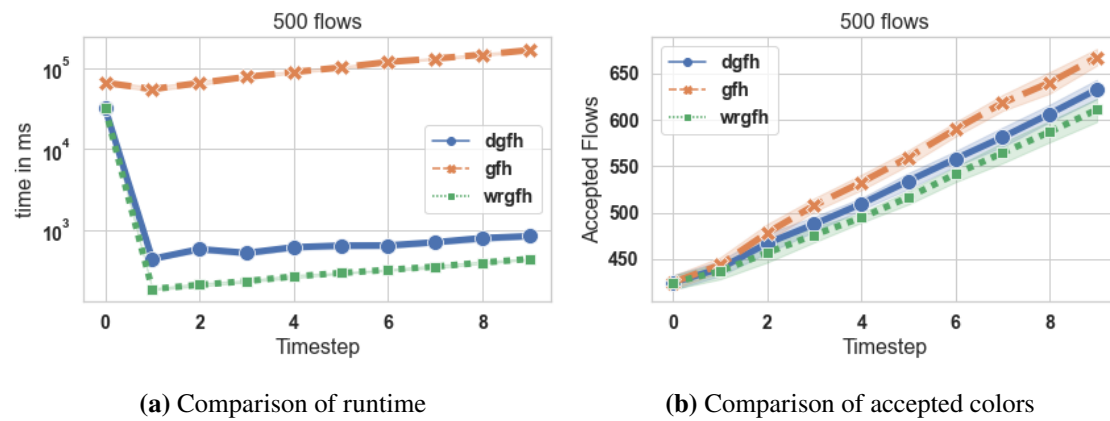 500 flows
time in ms
10^5
10^4
10^3
dgfh
gfh
wrgfh
0 2 4 6 8
Timestep
(a) Comparison of runtime
500 flows
Accepted Flows
650
600
550
500
450
dgfh
gfh
wrgfh
0 2 4 6 8
Timestep
(b) Comparison of accepted colors